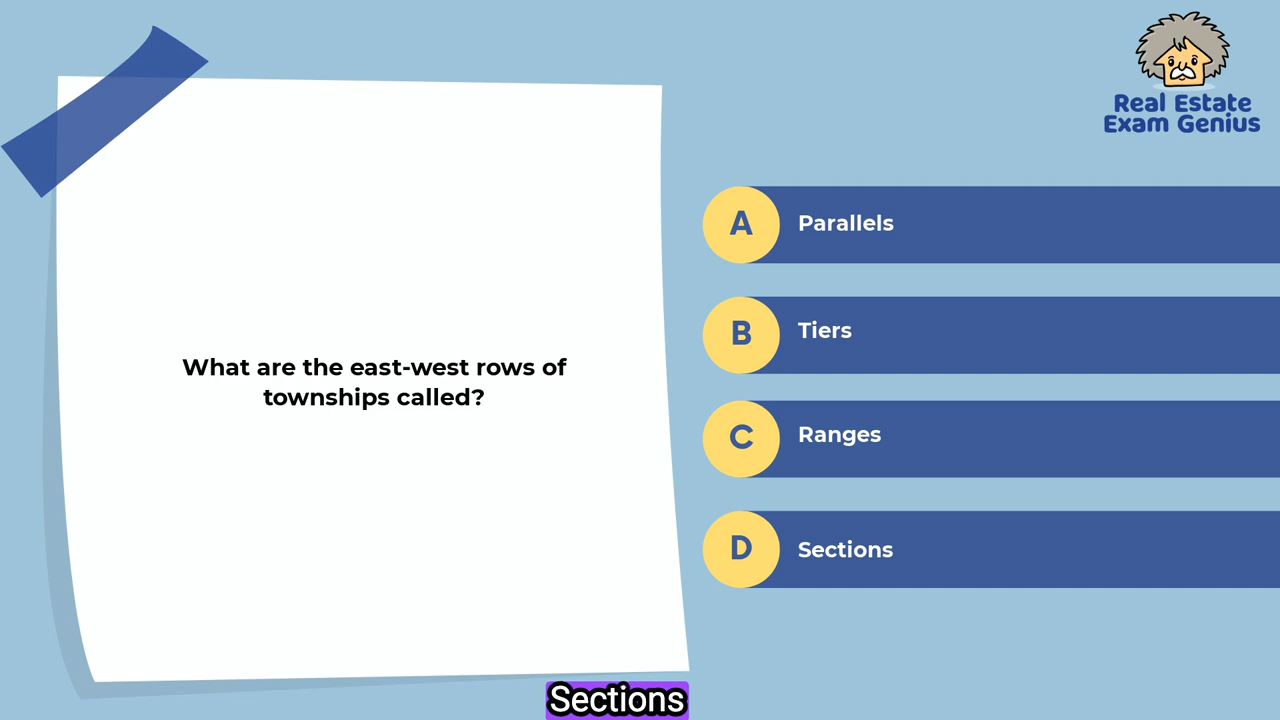 Real Estate
Exam Genius
What are the east-west rows of
townships called?
A
Parallels
B
Tiers
C
Ranges
D
Sections
Sections